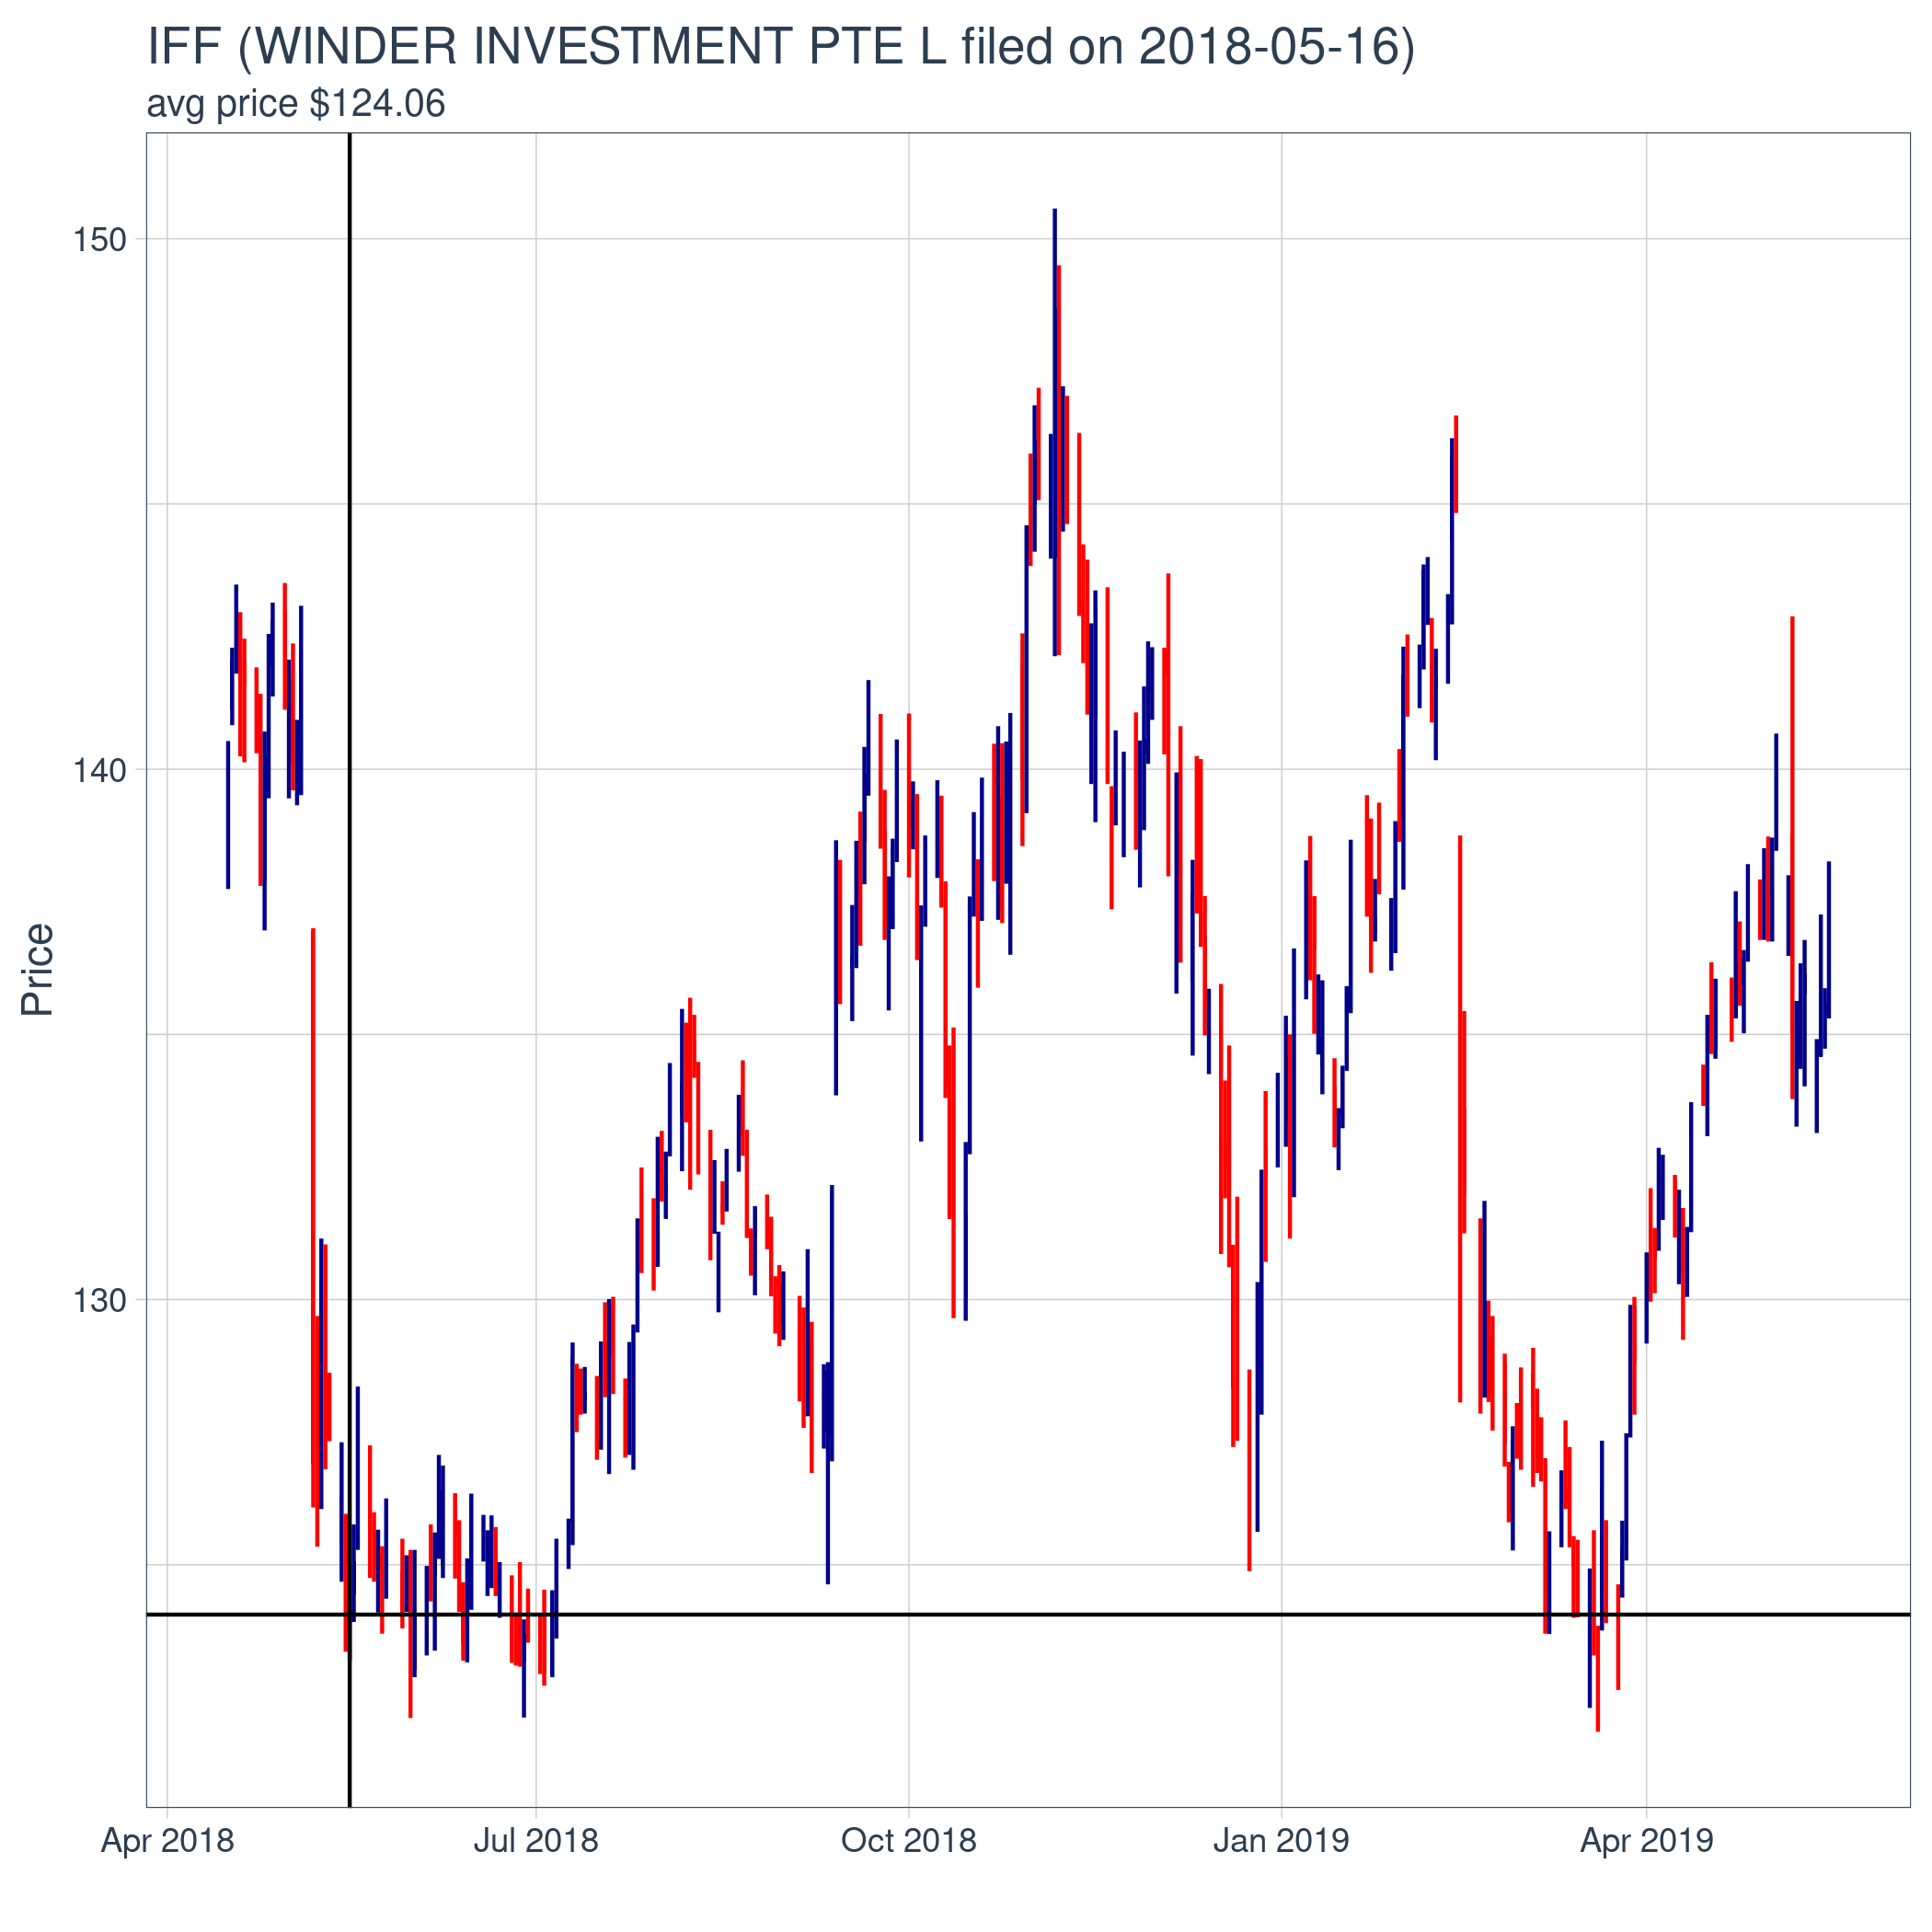 IFF (WINDER INVESTMENT PTE L filed on 2018-05-16)
avg price $124.06
150
140
130
Price
Apr 2018 Jul 2018 Oct 2018 Jan 2019 Apr 2019